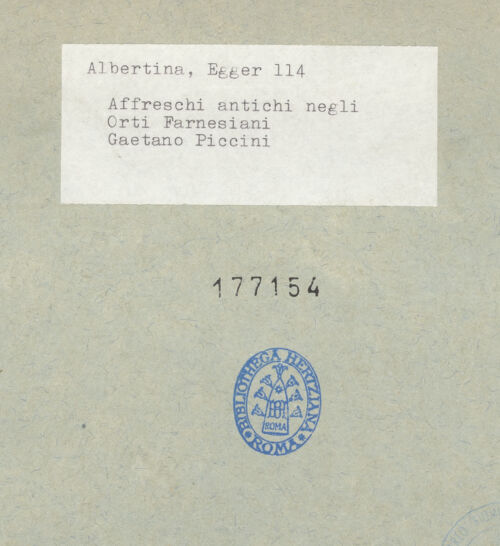 Albertina, Egger 114
Affreschi antichi negli
Orti Farnesiani
Gaetano Piccini
177154
BIBLIOTHECA HERTZIANA
ROMA
ROMA